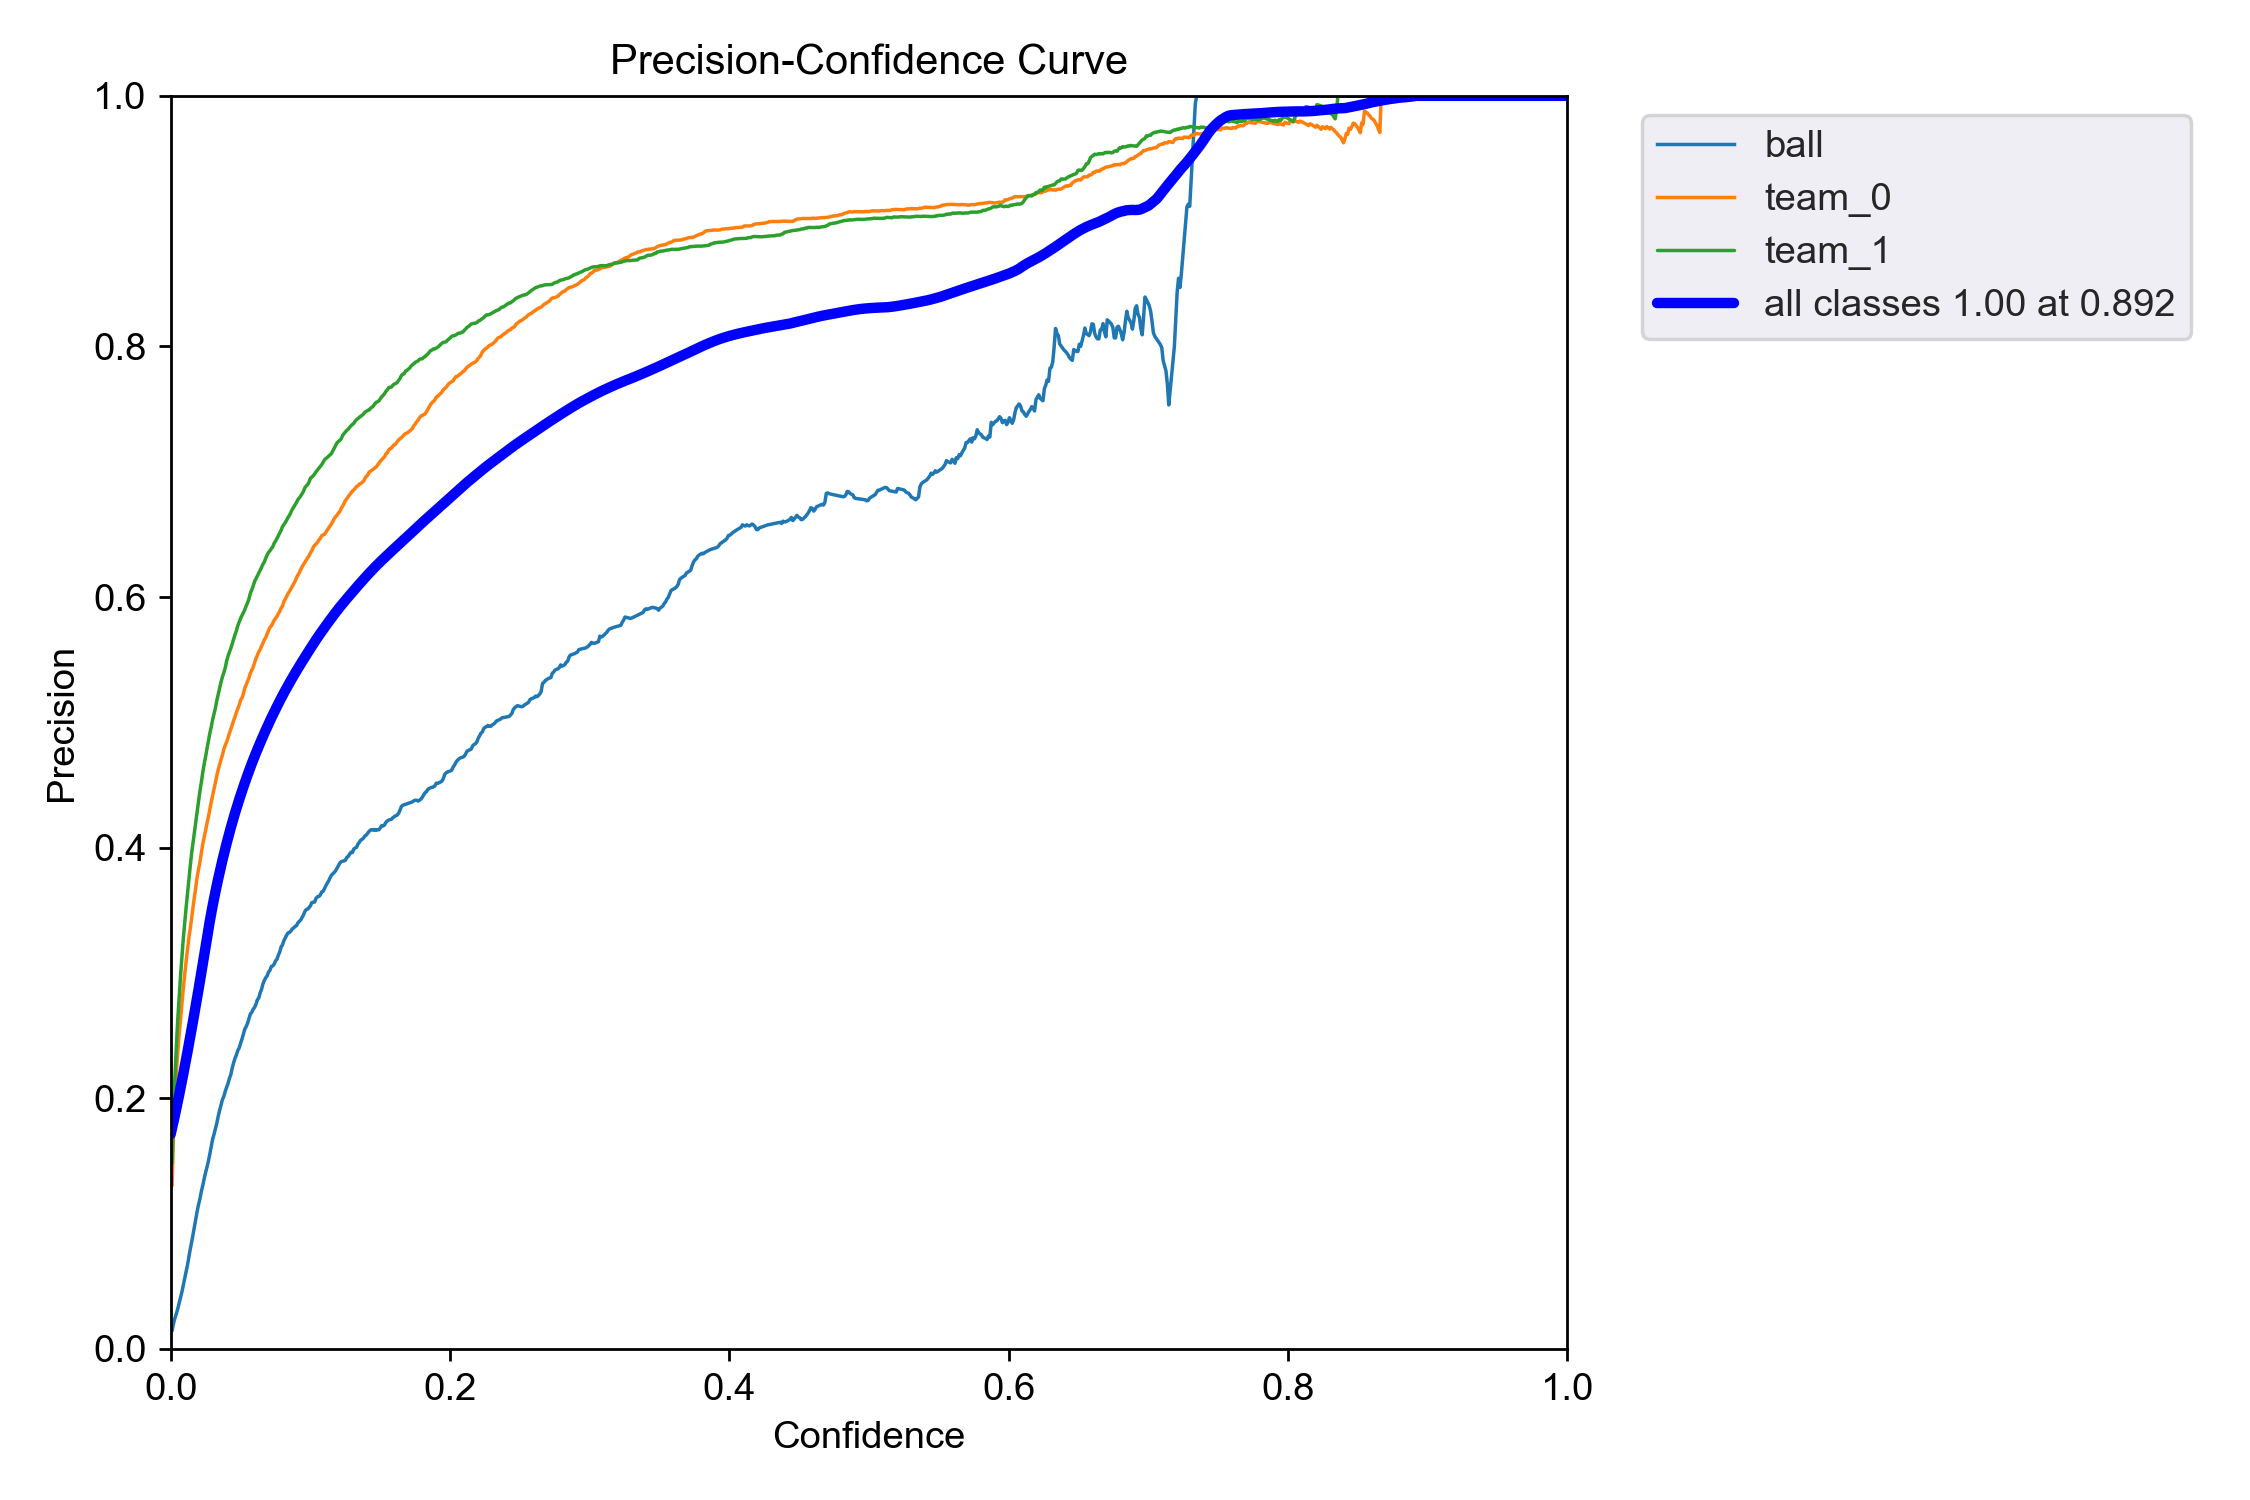 Precision-Confidence Curve
1.0
0.8
0.6
0.4
0.2
0.0
Precision
0.0 0.2 0.4 0.6 0.8 1.0
Confidence
ball
team_0
team_1
all classes 1.00 at 0.892